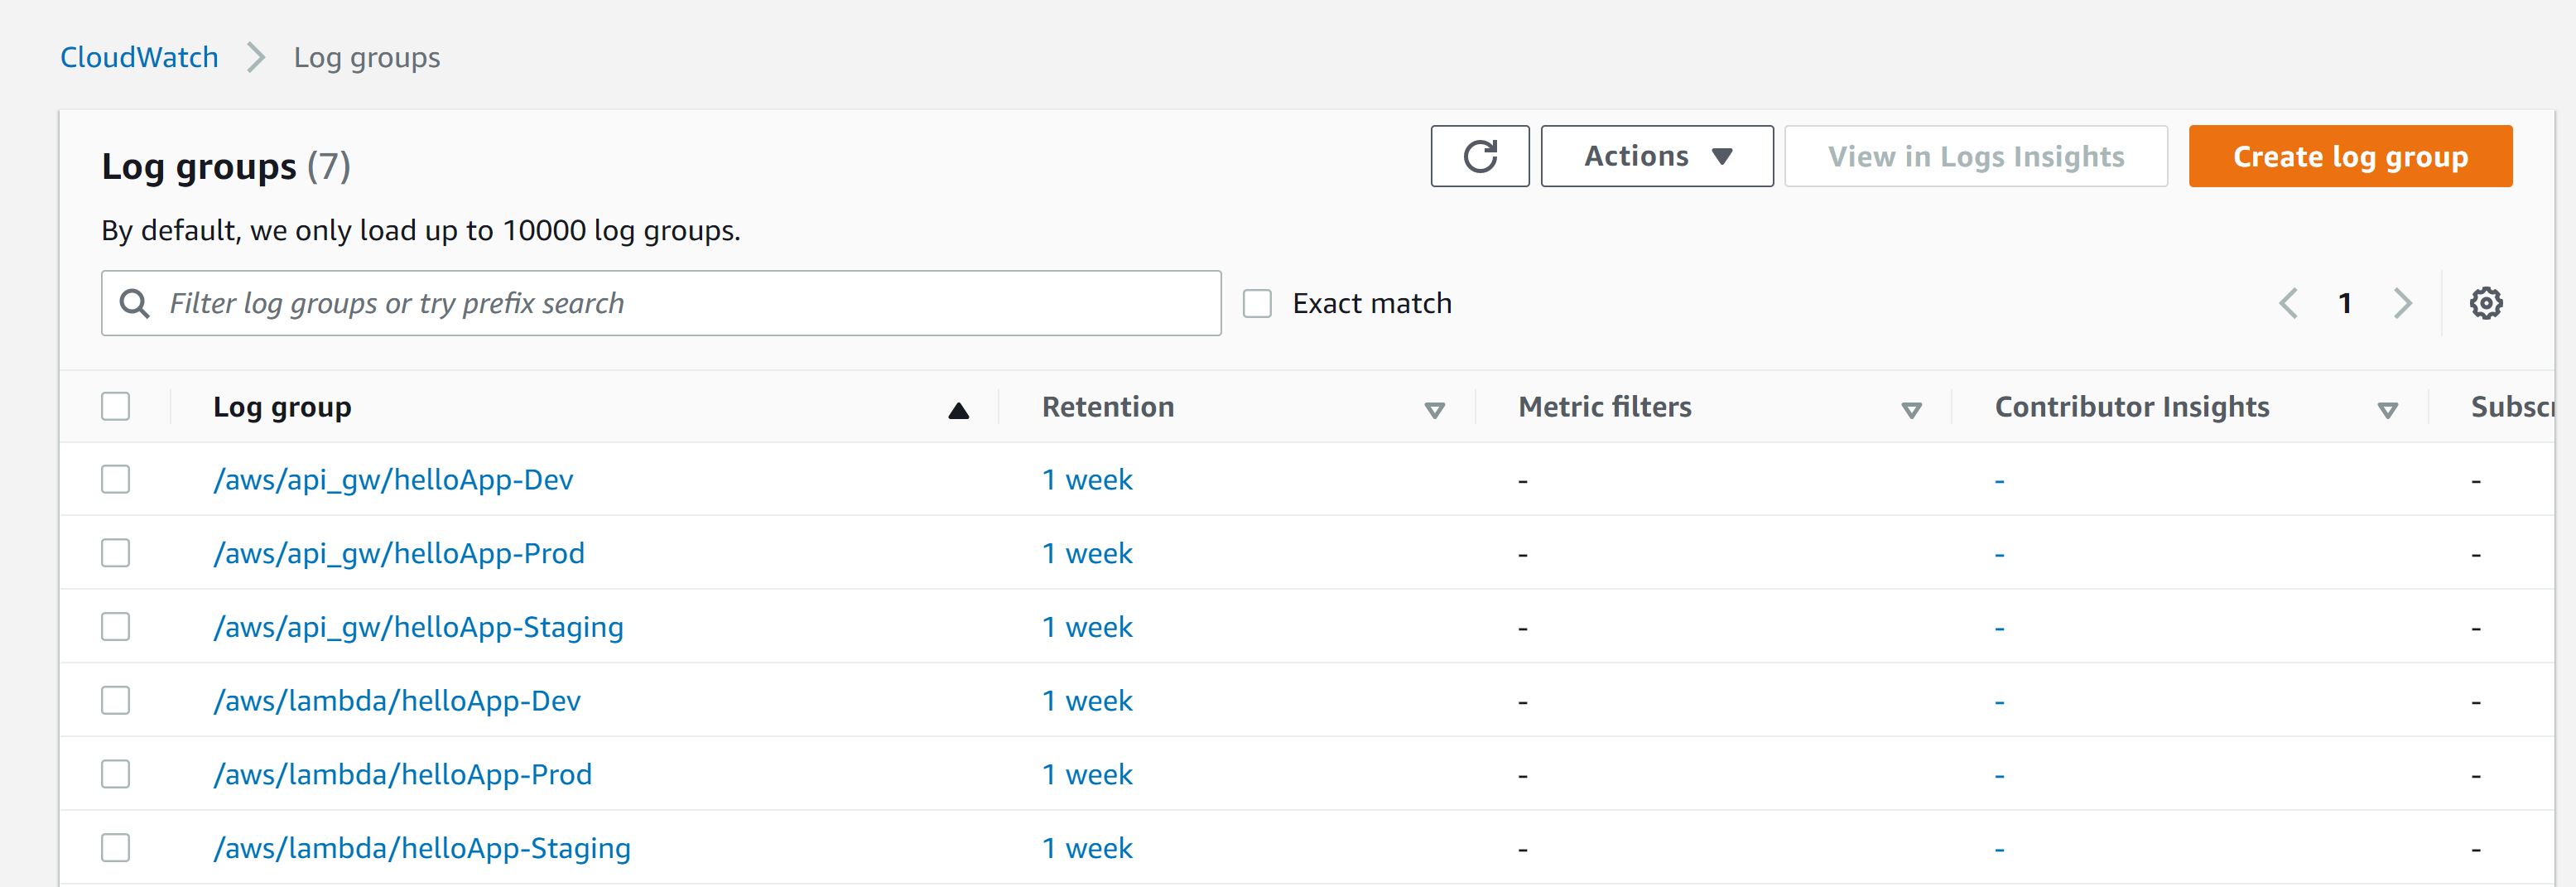 CloudWatch > Log groups
Log groups (7)
Actions
View in Logs Insights
Create log group
By default, we only load up to 10000 log groups.
Filter log groups or try prefix search
Exact match
1
Log group Retention Metric filters Contributor Insights
/aws/api_gw/helloApp-Dev 1 week - - -
/aws/api_gw/helloApp-Prod 1 week - - -
/aws/api_gw/helloApp-Staging 1 week - - -
/aws/lambda/helloApp-Dev 1 week - - -
/aws/lambda/helloApp-Prod 1 week - - -
/aws/lambda/helloApp-Staging 1 week - - -